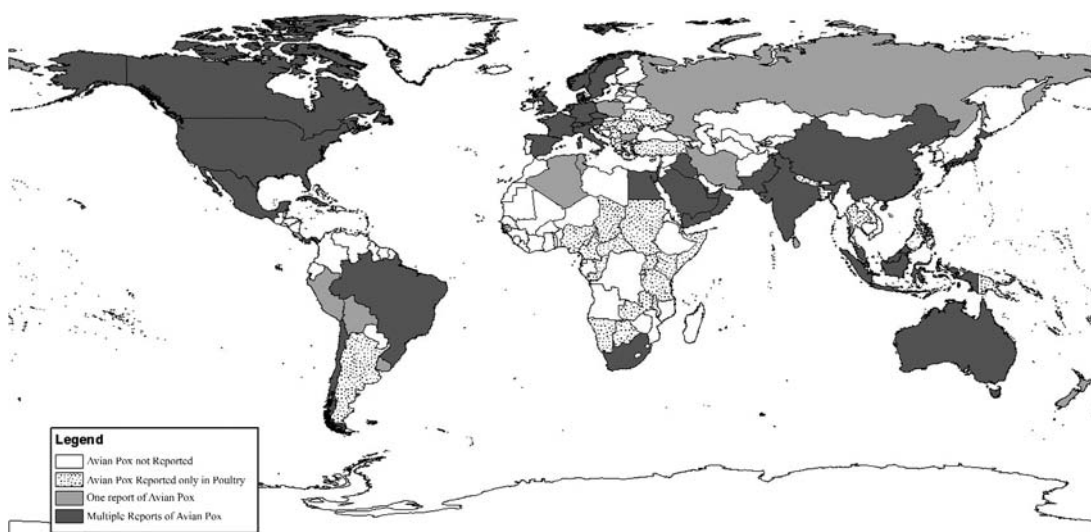 Legend
Avian Pox not Reported
Avian Pox Reported only in Poultry
One report of Avian Pox
Multiple Reports of Avian Pox